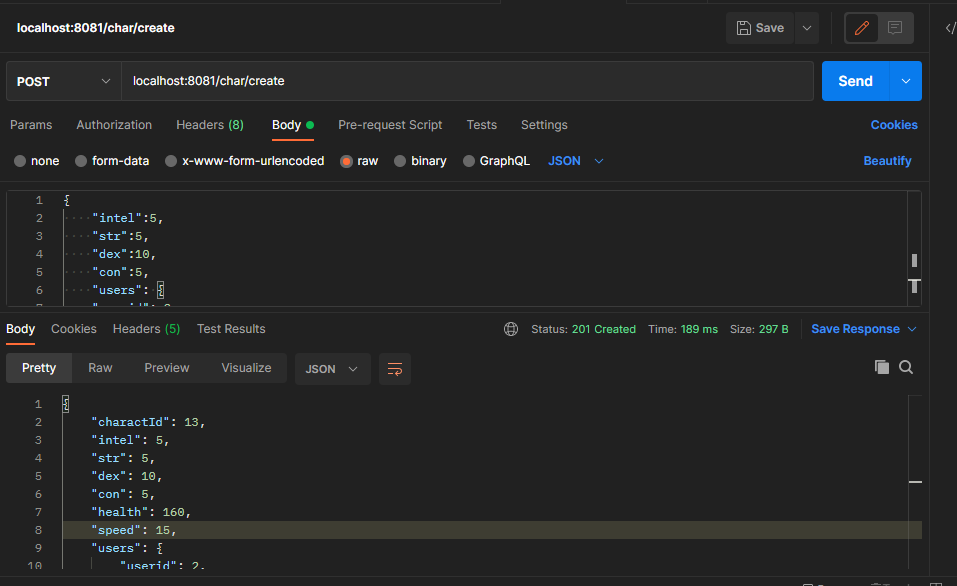 localhost:8081/char/create
Save
POST localhost:8081/char/create Send
Params Authorization Headers (8) Body Pre-request Script Tests Settings Cookies
none form-data x-www-form-urlencoded raw binary GraphQL JSON Beautify
1 {
2 "intel":5,
3 "str":5,
4 "dex":10,
5 "con":5,
6 "users": {
Body Cookies Headers (5) Test Results Status: 201 Created Time: 189 ms Size: 297 B Save Response
Pretty Raw Preview Visualize JSON
1 {
2 "charactId": 13,
3 "intel": 5,
4 "str": 5,
5 "dex": 10,
6 "con": 5,
7 "health": 160,
8 "speed": 15,
9 "users": {
10 "userid": 2,